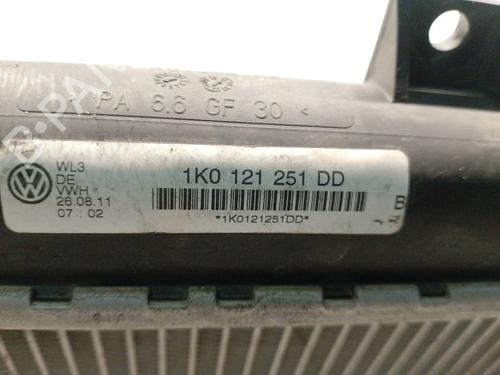 PA 6.6 GF 30 <
WL3
DE
VWH
26.08.11
07:02
1K0 121 251 DD
*1K0121251DD*
B